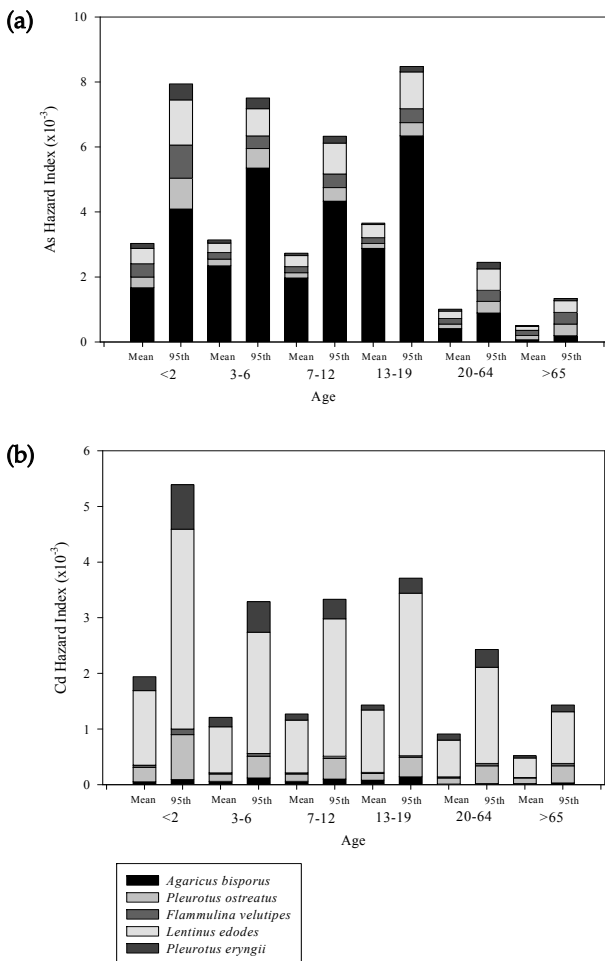 (a)
As Hazard Index (x10-3)
10
8
6
4
2
0
Mean 95th Mean 95th Mean 95th Mean 95th Mean 95th Mean 95th
<2 3-6 7-12 13-19 20-64 >65
Age
(b)
Cd Hazard Index (x10-3)
6
5
4
3
2
1
0
Mean 95th Mean 95th Mean 95th Mean 95th Mean 95th Mean 95th
<2 3-6 7-12 13-19 20-64 >65
Age
Agaricus bisporus
Pleurotus ostreatus
Flammulina velutipes
Lentinus edodes
Pleurotus eryngii